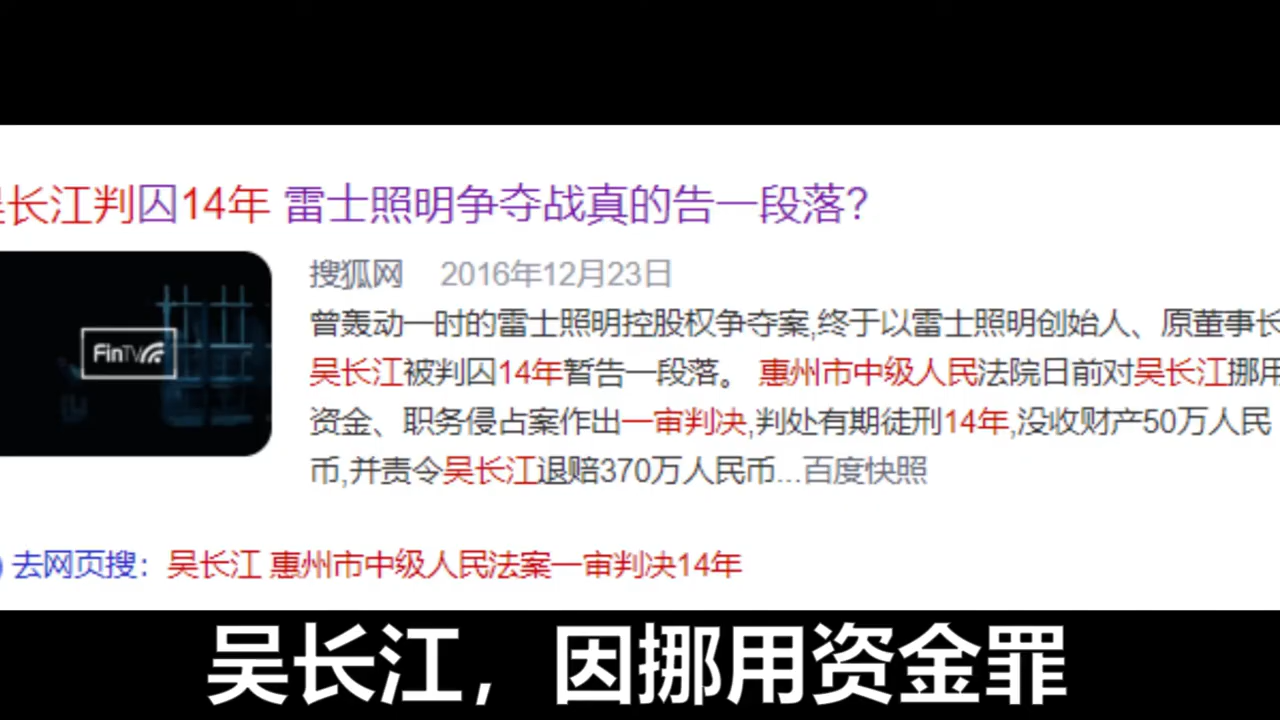 吴长江判囚14年 雷士照明争夺战真的告一段落?
FinTV
搜狐网 2016年12月23日
曾轰动一时的雷士照明控股权争夺案,终于以雷士照明创始人、原董事长
吴长江被判囚14年暂告一段落。 惠州市中级人民法院日前对吴长江挪用
资金、职务侵占案作出一审判决,判处有期徒刑14年,没收财产50万人民
币,并责令吴长江退赔370万人民币...百度快照
去网页搜: 吴长江 惠州市中级人民法案一审判决14年
吴长江，因挪用资金罪